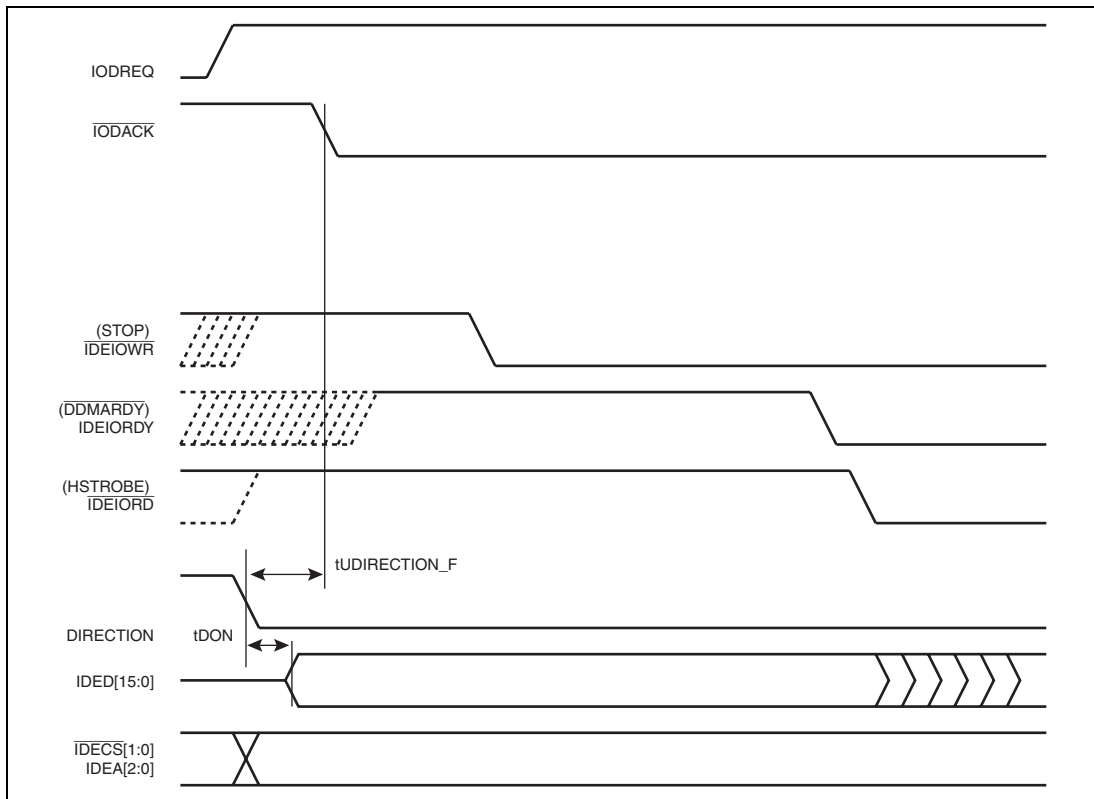 IODREQ
IODACK
(STOP)
IDEIOWR
(DDMARDY)
IDEIORDY
(HSTROBE)
IDEIORD
tUDIRECTION_F
DIRECTION
tDON
IDED[15:0]
IDECS[1:0]
IDEA[2:0]